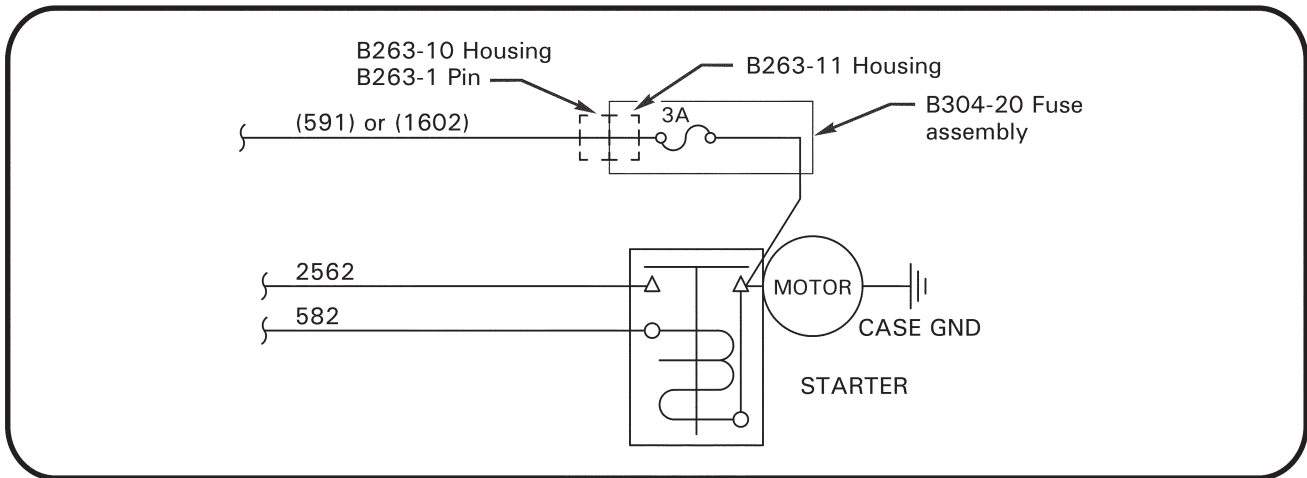 B263-10 Housing
B263-1 Pin
B263-11 Housing
B304-20 Fuse
assembly
3A
(591) or (1602)
2562
582
MOTOR
CASE GND
STARTER